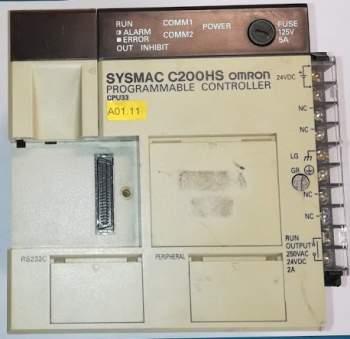 RUN COMM1
ALARM COMM2
ERROR
OUT INHIBIT
FUSE
125V
5A
SYSMAC C200HS OMRON
PROGRAMMABLE CONTROLLER
CPU33
A01.11
24VDC
NC
NC
LG
GR
NC
NC
RUN
OUTPUT
250VAC
24VDC
2A
RS232C
PERIPHERAL